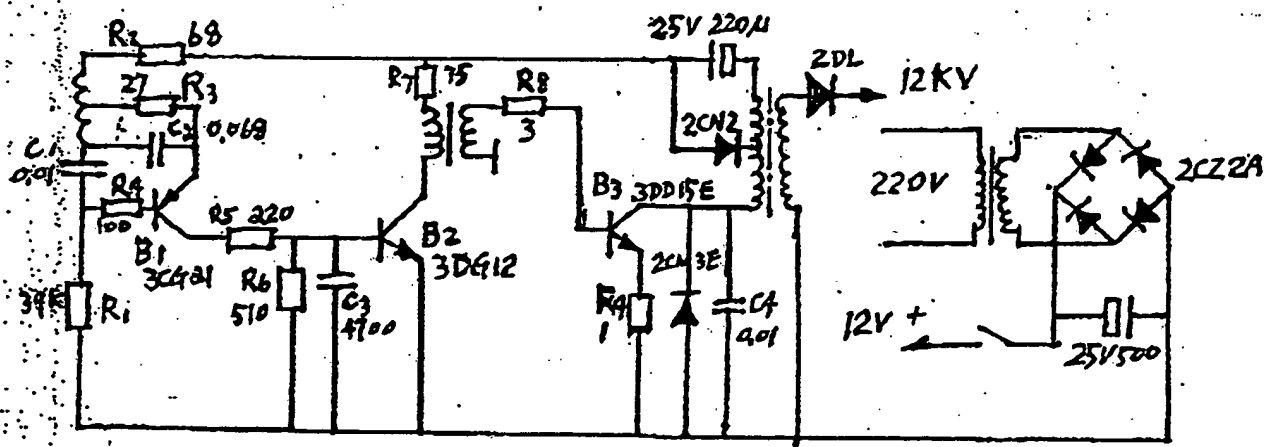 R2 68
25V 220μ
2DL
27 R3
R7 75
R8
3
12KV
C2 0.068
2CN2
C1
0.01
R4
100
220V
2CZ2A
B3 3DD15E
R5 220
B1
3CG21
B2
3DG12
R6
510
C3
4700
2CN3E
39K R1
1
C4
0.01
12V +
25V500